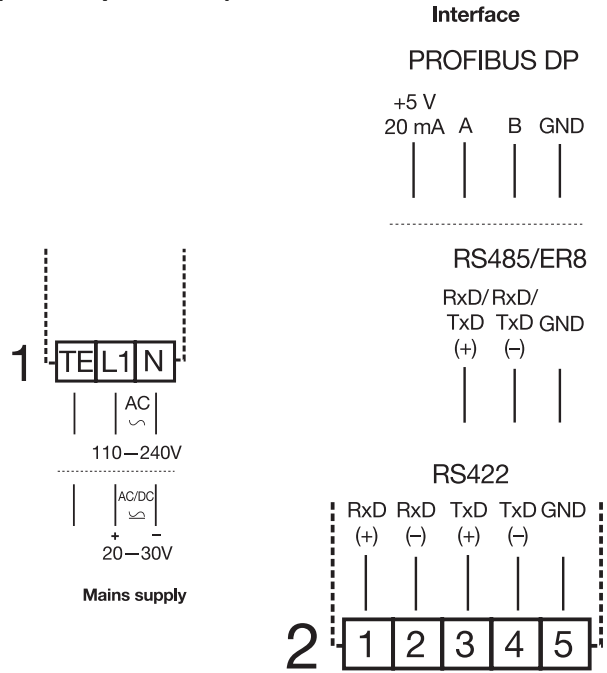 Interface
PROFIBUS DP
+5 V
20 mA A B GND
RS485/ER8
RxD/ RxD/
TxD TxD GND
(+) (−)
1 TE L1 N
AC
110—240V
AC/DC
+ −
20—30V
Mains supply
RS422
RxD RxD TxD TxD GND
(+) (−) (+) (−)
2 1 2 3 4 5